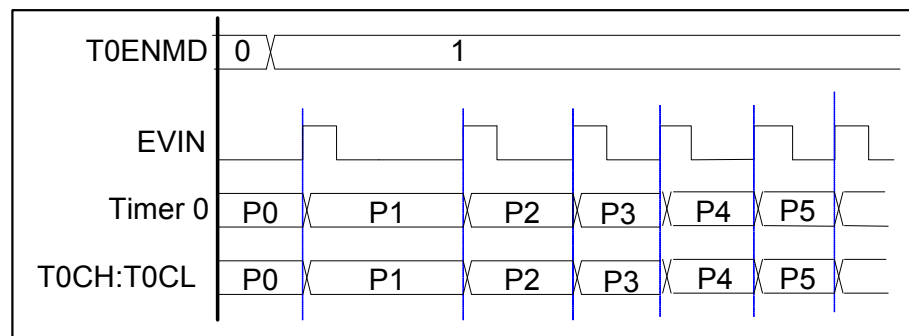 T0ENMD 0 1
EVIN
Timer 0 P0 P1 P2 P3 P4 P5
T0CH:T0CL P0 P1 P2 P3 P4 P5